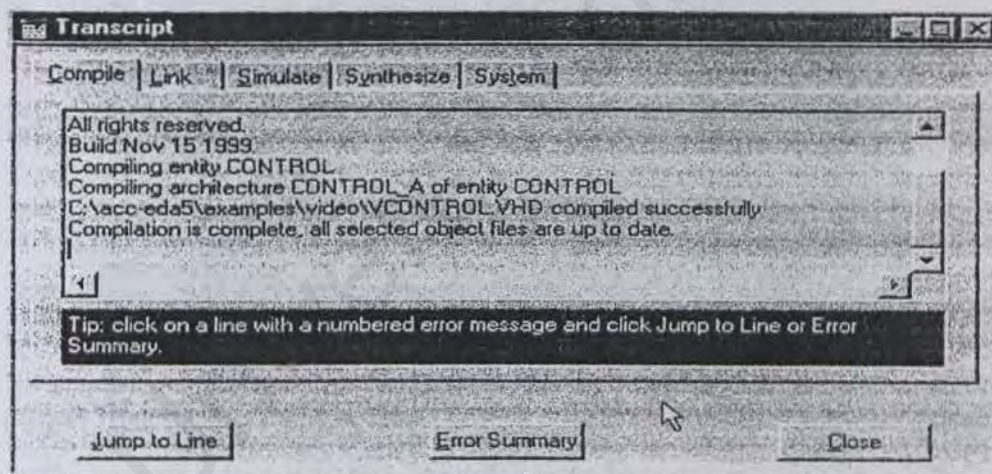 Transcript
Compile Link Simulate Synthesize System
All rights reserved.
Build Nov 15 1999.
Compiling entity CONTROL
Compiling architecture CONTROL_A of entity CONTROL
C:\acc-eda5\examples\video\VCONTROL.VHD compiled successfully
Compilation is complete, all selected object files are up to date.
Tip: click on a line with a numbered error message and click Jump to Line or Error
Summary.
Jump to Line Error Summary Close